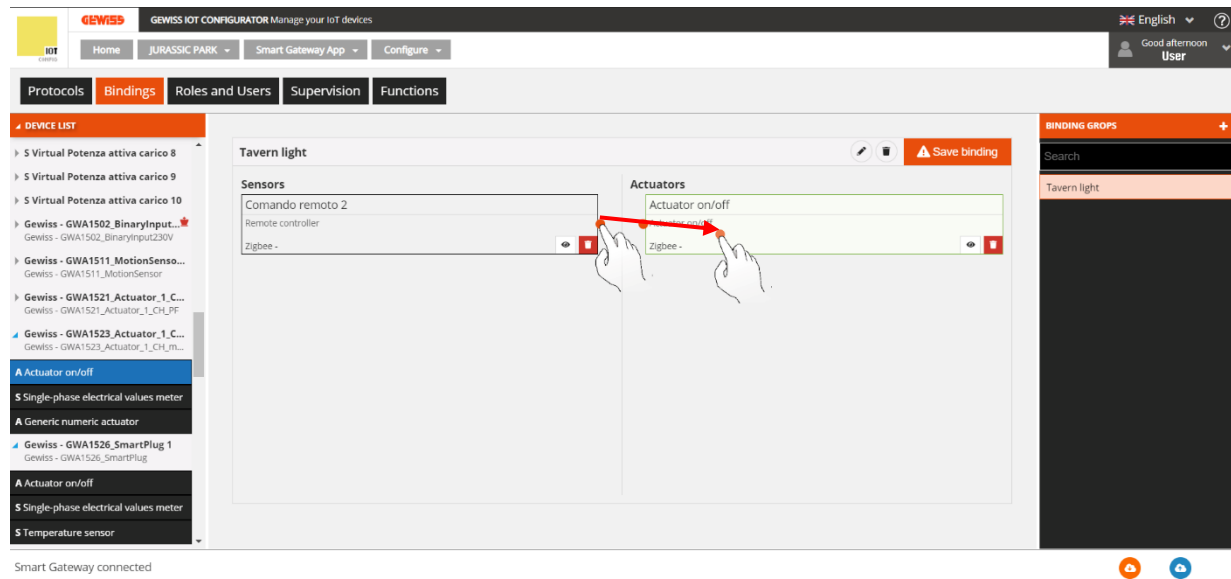 GEWISS
GEWISS IOT CONFIGURATOR Manage your IoT devices
English
IOT
Home
JURASSIC PARK
Smart Gateway App
Configure
Good afternoon
User
Protocols
Bindings
Roles and Users
Supervision
Functions
DEVICE LIST
S Virtual Potenza attiva carico 8
S Virtual Potenza attiva carico 9
S Virtual Potenza attiva carico 10
Gewiss - GWA1502_BinaryInput...
Gewiss - GWA1502_BinaryInput230V
Gewiss - GWA1511_MotionSenso...
Gewiss - GWA1511_MotionSensor
Gewiss - GWA1521_Actuator_1_C...
Gewiss - GWA1521_Actuator_1_CH_PF
Gewiss - GWA1523_Actuator_1_C...
Gewiss - GWA1523_Actuator_1_CH_m...
A Actuator on/off
S Single-phase electrical values meter
A Generic numeric actuator
Gewiss - GWA1526_SmartPlug 1
Gewiss - GWA1526_SmartPlug
A Actuator on/off
S Single-phase electrical values meter
S Temperature sensor
Tavern light
Save binding
Sensors
Comando remoto 2
Remote controller
Zigbee -
Actuators
Actuator on/off
Actuator on/off
Zigbee -
BINDING GROPS
Search
Tavern light
Smart Gateway connected